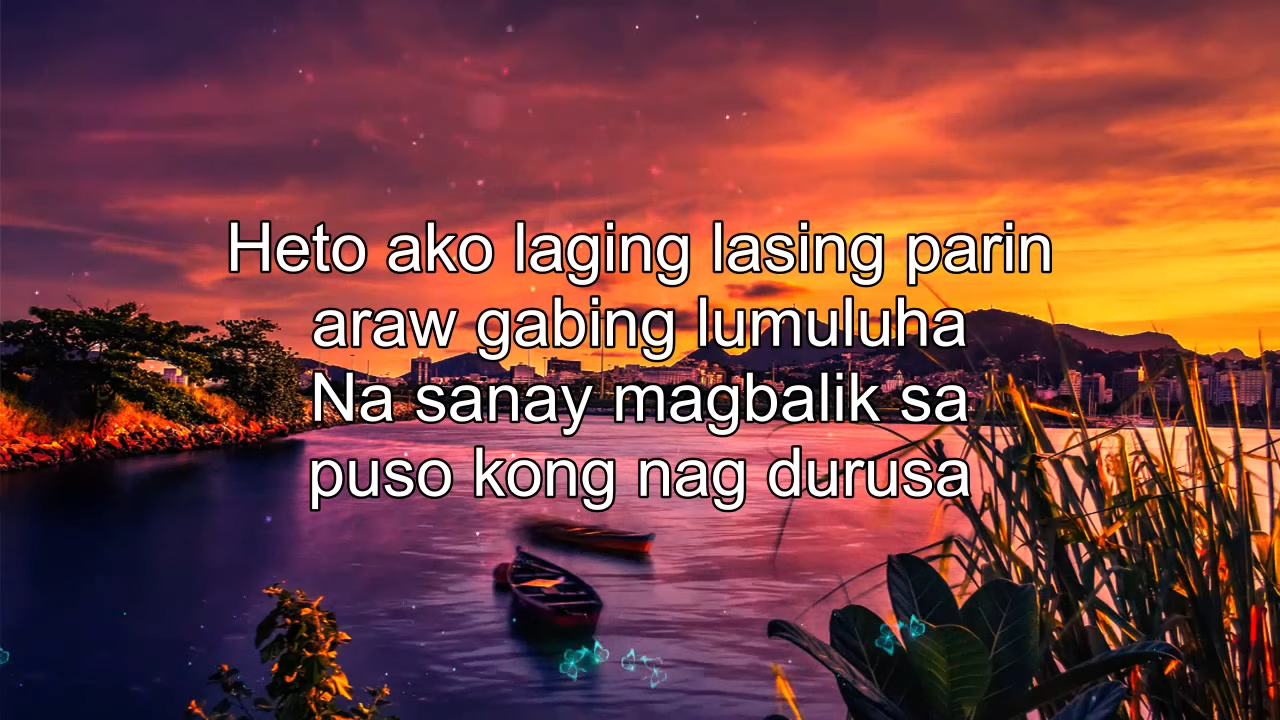 Heto ako laging lasing parin
araw gabing lumuluha
Na sanay magbalik sa
puso kong nag durusa